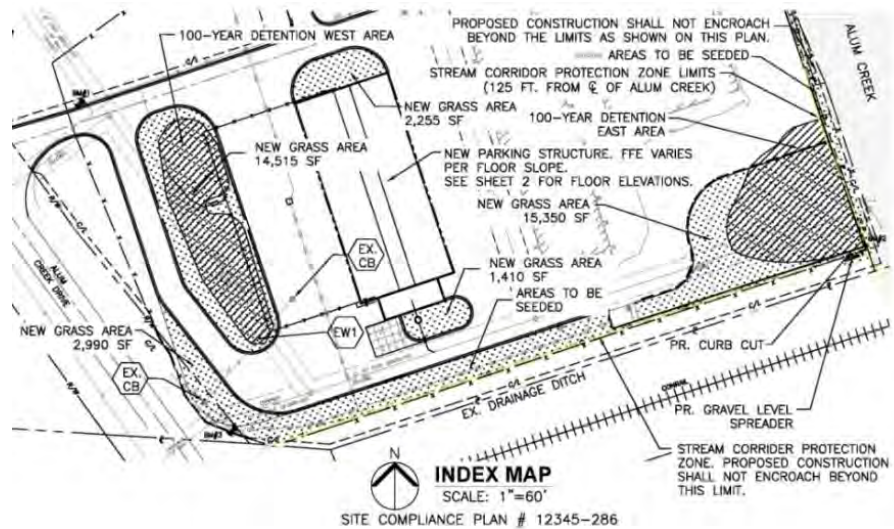 100-YEAR DETENTION WEST AREA
PROPOSED CONSTRUCTION SHALL NOT ENCROACH
BEYOND THE LIMITS AS SHOWN ON THIS PLAN.
AREAS TO BE SEEDED
STREAM CORRIDOR PROTECTION ZONE LIMITS
(125 FT. FROM ℄ OF ALUM CREEK)
ALUM CREEK
NEW GRASS AREA
2,255 SF
100-YEAR DETENTION
EAST AREA
NEW GRASS AREA
14,515 SF
NEW PARKING STRUCTURE. FFE VARIES
PER FLOOR SLOPE.
SEE SHEET 2 FOR FLOOR ELEVATIONS.
NEW GRASS AREA
15,350 SF
EX.
CB
NEW GRASS AREA
1,410 SF
AREAS TO BE
SEEDED
ALUM
CREEK DRIVE
NEW GRASS AREA
2,990 SF
EX.
CB
EW1
PR. CURB CUT
EX. DRAINAGE DITCH
PR. GRAVEL LEVEL
SPREADER
STREAM CORRIDER PROTECTION
ZONE. PROPOSED CONSTRUCTION
SHALL NOT ENCROACH BEYOND
THIS LIMIT.
N
INDEX MAP
SCALE: 1"=60'
SITE COMPLIANCE PLAN # 12345-286